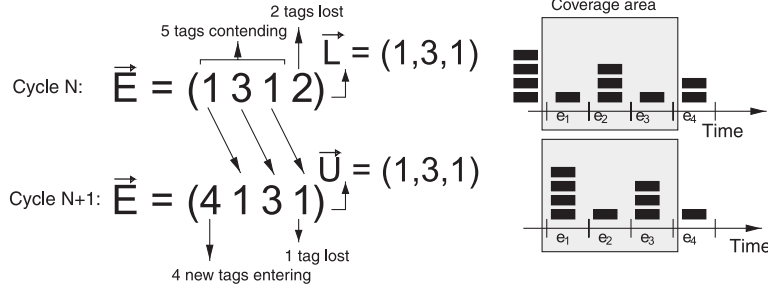 2 tags lost
5 tags contending
Cycle N: E = (1 3 1 2) L = (1,3,1)
Cycle N+1: E = (4 1 3 1) U = (1,3,1)
1 tag lost
4 new tags entering
Coverage area
e1 e2 e3 e4
Time
e1 e2 e3 e4
Time